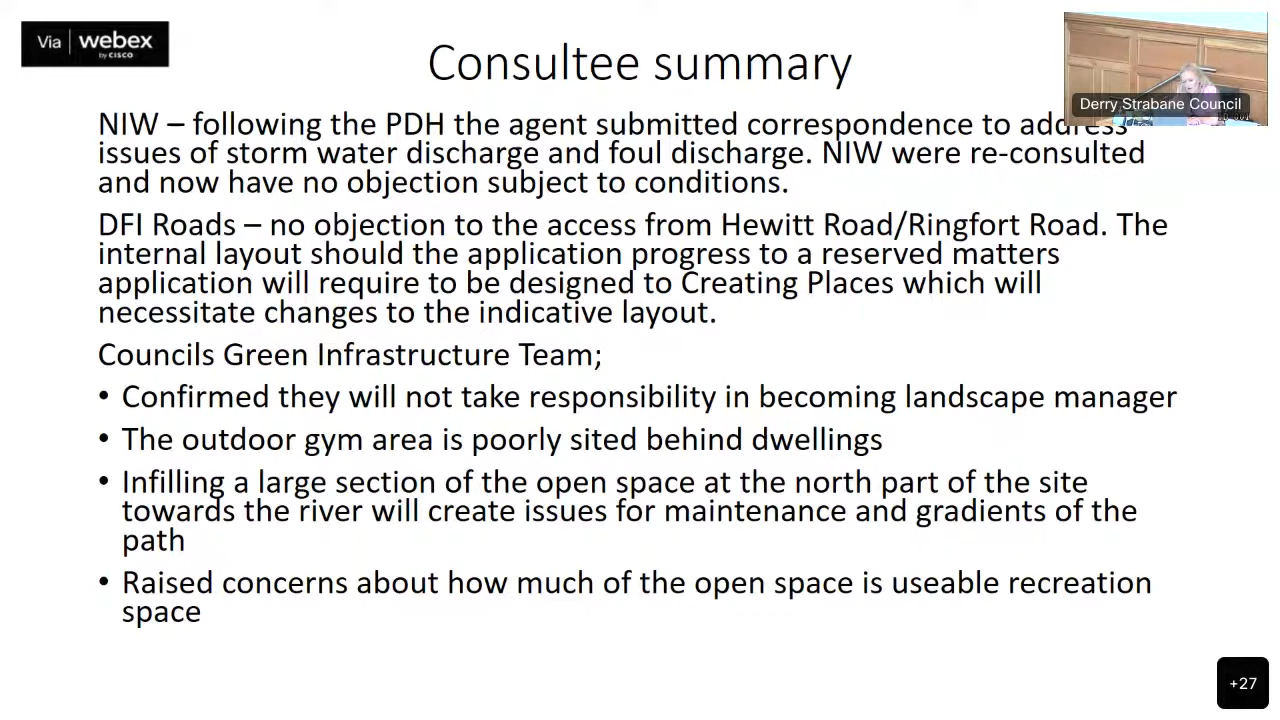 Via webex
by CISCO
Consultee summary
Derry Strabane Council
NIW – following the PDH the agent submitted correspondence to address
issues of storm water discharge and foul discharge. NIW were re-consulted
and now have no objection subject to conditions.
DFI Roads – no objection to the access from Hewitt Road/Ringfort Road. The
internal layout should the application progress to a reserved matters
application will require to be designed to Creating Places which will
necessitate changes to the indicative layout.
Councils Green Infrastructure Team;
• Confirmed they will not take responsibility in becoming landscape manager
• The outdoor gym area is poorly sited behind dwellings
• Infilling a large section of the open space at the north part of the site
towards the river will create issues for maintenance and gradients of the
path
• Raised concerns about how much of the open space is useable recreation
space
+27